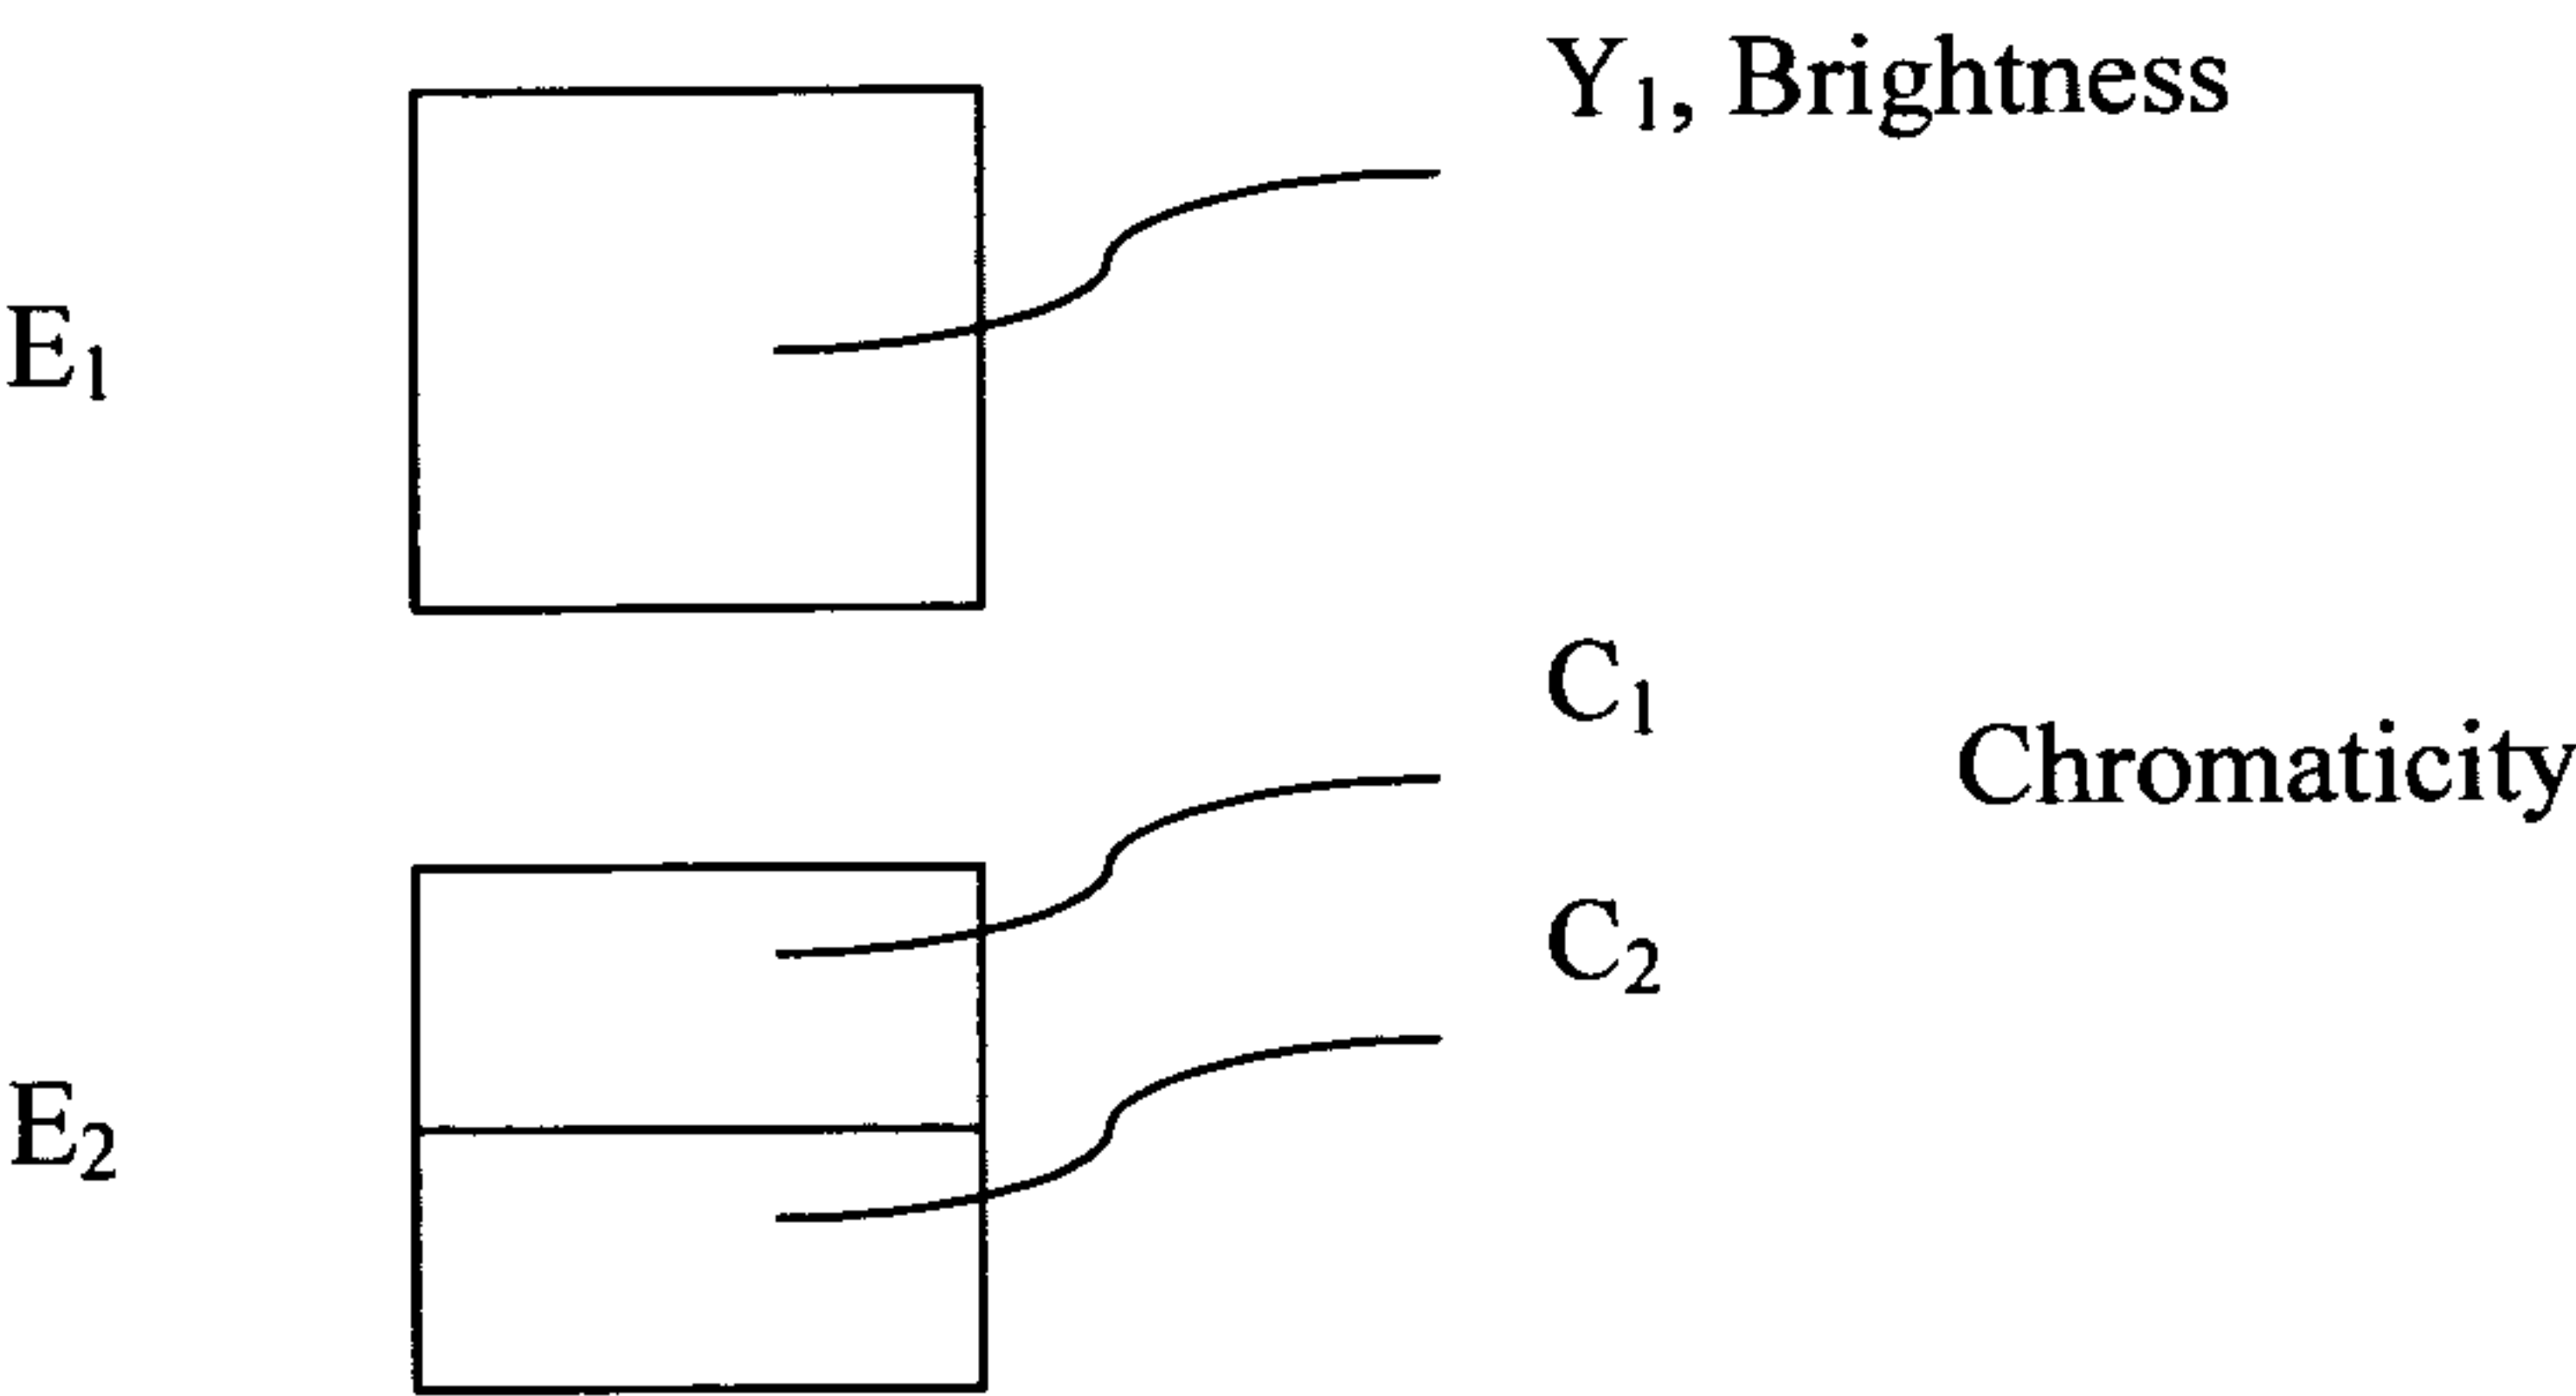 Y₁, Brightness
E₁
C₁
Chromaticity
C₂
E₂